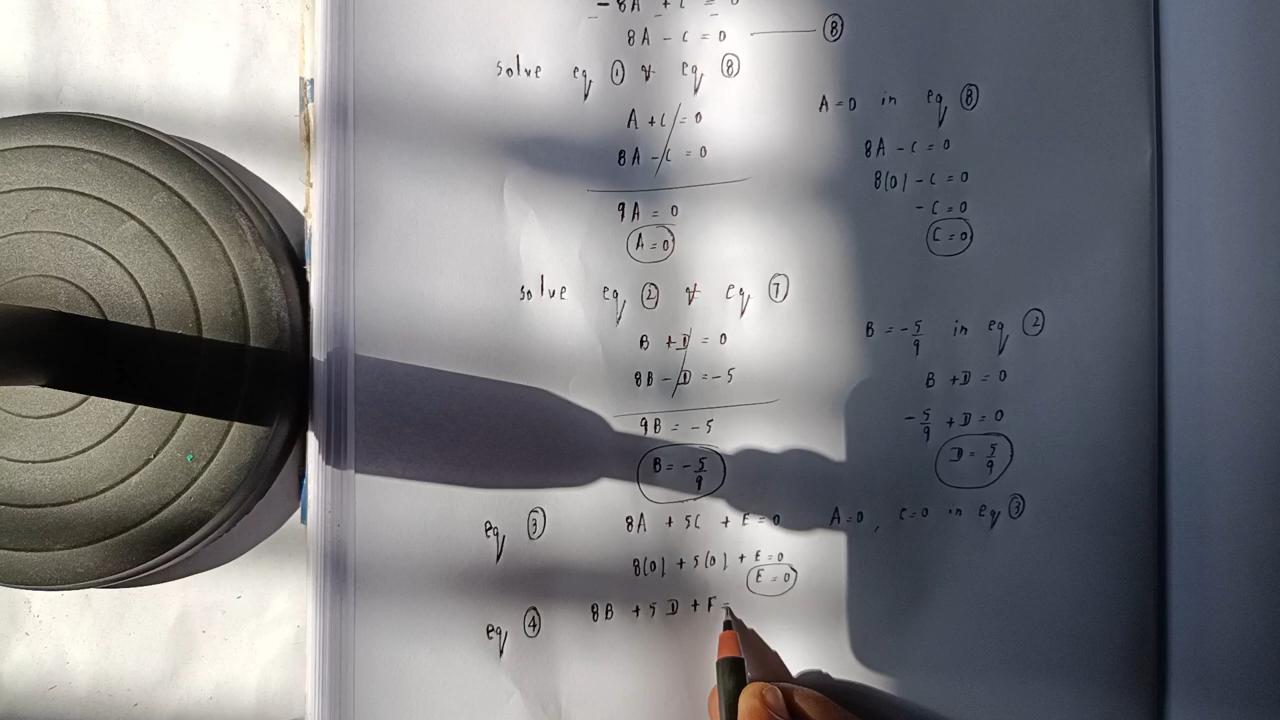 - 8A + C = 0
8A - C = 0 ——— ⑧
solve eq ① & eq ⑧
A + C = 0
8A - C = 0
9A = 0
A = 0
A = 0 in eq ⑧
8A - C = 0
8(0) - C = 0
- C = 0
C = 0
solve eq ② & eq ⑦
B + D = 0
8B - D = -5
9B = -5
B = -5/9
B = -5/9 in eq ②
B + D = 0
-5/9 + D = 0
D = 5/9
eq ③ 8A + 5C + E = 0 A = 0, C = 0 in eq ③
8(0) + 5(0) + E = 0
E = 0
eq ④ 8B + 5D + F =